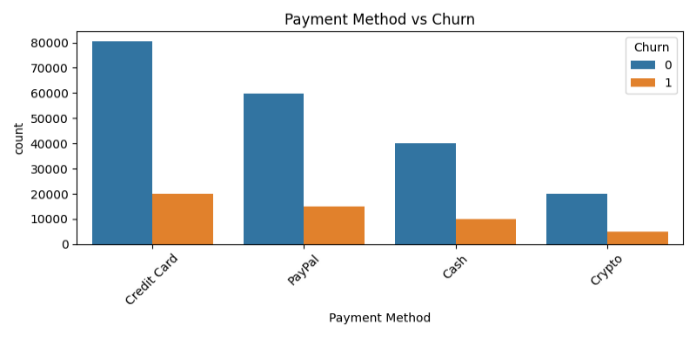 Payment Method vs Churn
Churn
0
1
count
80000
70000
60000
50000
40000
30000
20000
10000
0
Credit Card
PayPal
Cash
Crypto
Payment Method